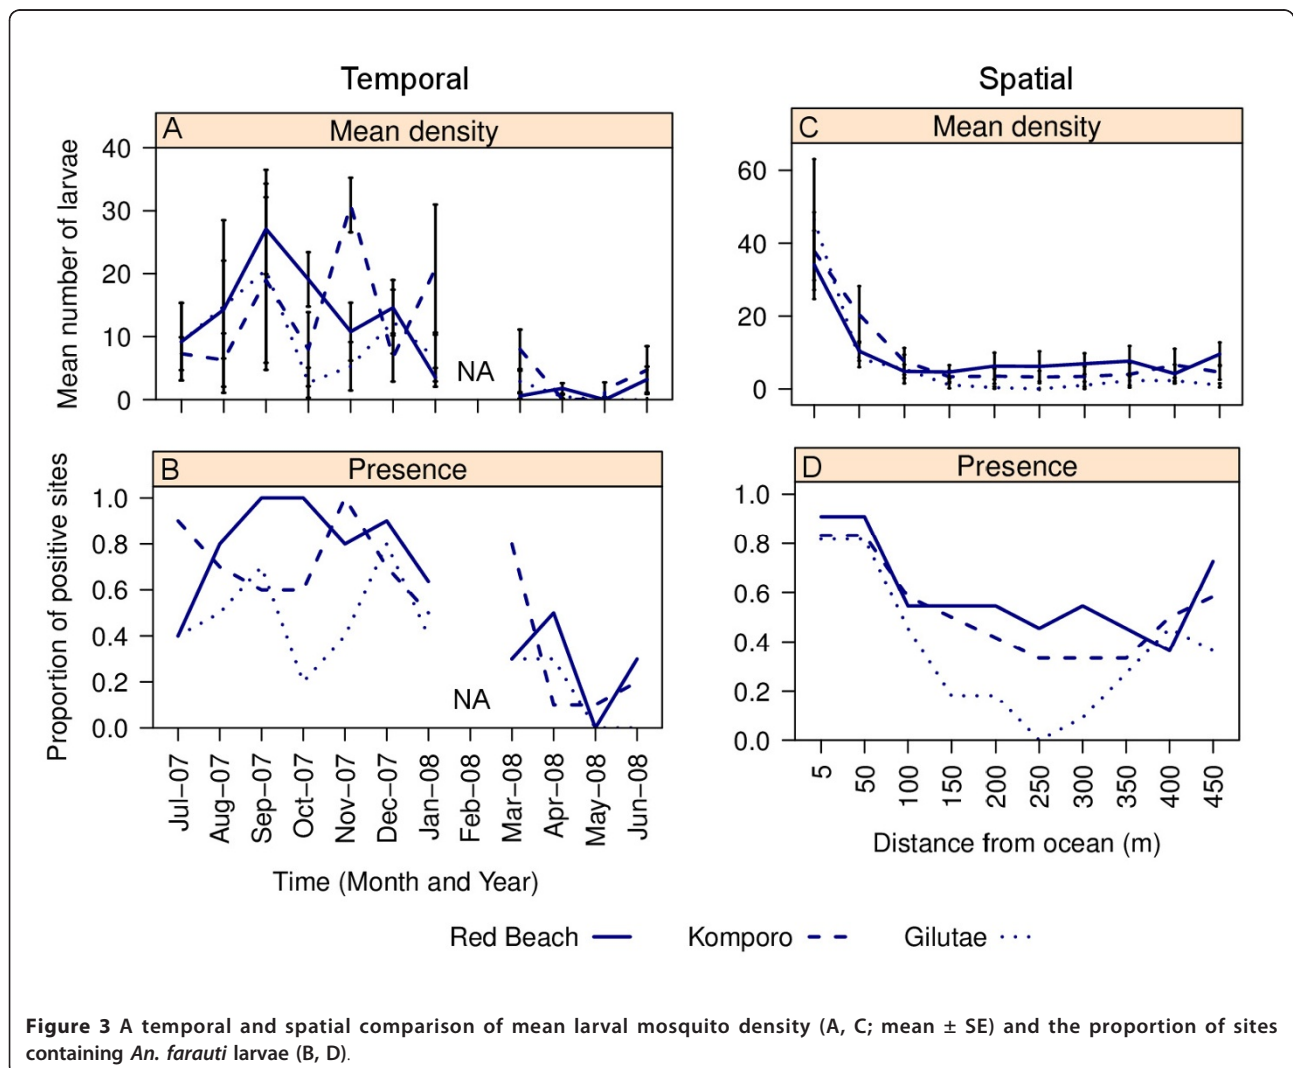 Temporal
Spatial
A
Mean density
Mean number of larvae
40
30
20
10
0
NA
C
Mean density
60
40
20
0
B
Presence
Proportion of positive sites
1.0
0.8
0.6
0.4
0.2
0.0
NA
Jul–07
Aug–07
Sep–07
Oct–07
Nov–07
Dec–07
Jan–08
Feb–08
Mar–08
Apr–08
May–08
Jun–08
Time (Month and Year)
D
Presence
1.0
0.8
0.6
0.4
0.2
0.0
5
50
100
150
200
250
300
350
400
450
Distance from ocean (m)
Red Beach
Komporo
Gilutae
Figure 3 A temporal and spatial comparison of mean larval mosquito density (A, C; mean ± SE) and the proportion of sites
containing An. farauti larvae (B, D).